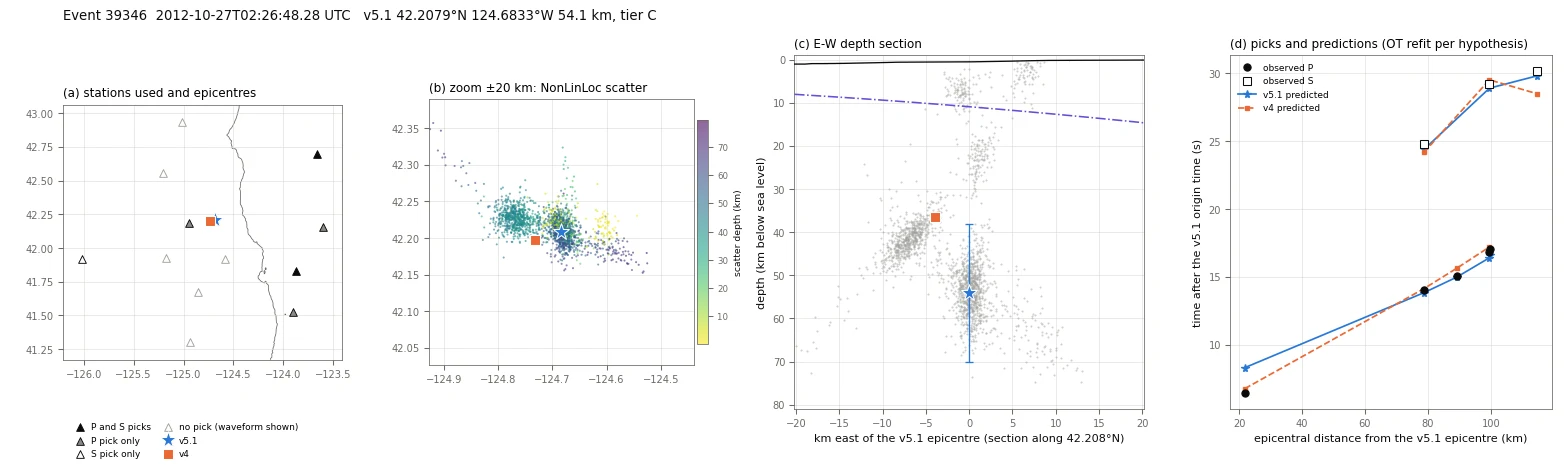 Event 39346  2012-10-27T02:26:48.28 UTC   v5.1 42.2079°N 124.6833°W 54.1 km, tier C
(a) stations used and epicentres
43.00
42.75
42.50
42.25
42.00
41.75
41.50
41.25
−126.0 −125.5 −125.0 −124.5 −124.0 −123.5
P and S picks
P pick only
S pick only
no pick (waveform shown)
v5.1
v4
(b) zoom ±20 km: NonLinLoc scatter
42.35
42.30
42.25
42.20
42.15
42.10
42.05
−124.9 −124.8 −124.7 −124.6 −124.5
70
60
50
40
30
20
10
scatter depth (km)
(c) E-W depth section
0
10
20
30
40
50
60
70
80
depth (km below sea level)
−20 −15 −10 −5 0 5 10 15 20
km east of the v5.1 epicentre (section along 42.208°N)
(d) picks and predictions (OT refit per hypothesis)
observed P
observed S
v5.1 predicted
v4 predicted
30
25
20
15
10
time after the v5.1 origin time (s)
20 40 60 80 100
epicentral distance from the v5.1 epicentre (km)